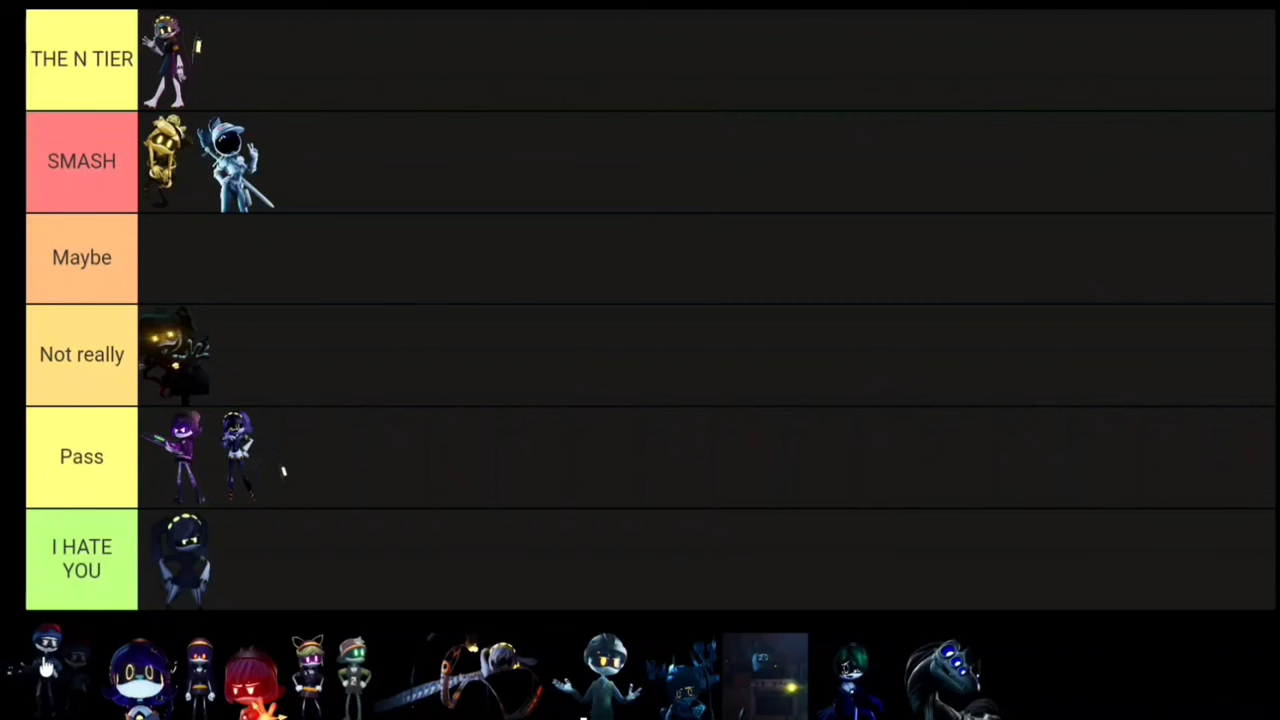 THE N TIER
SMASH
Maybe
Not really
Pass
I HATE
YOU